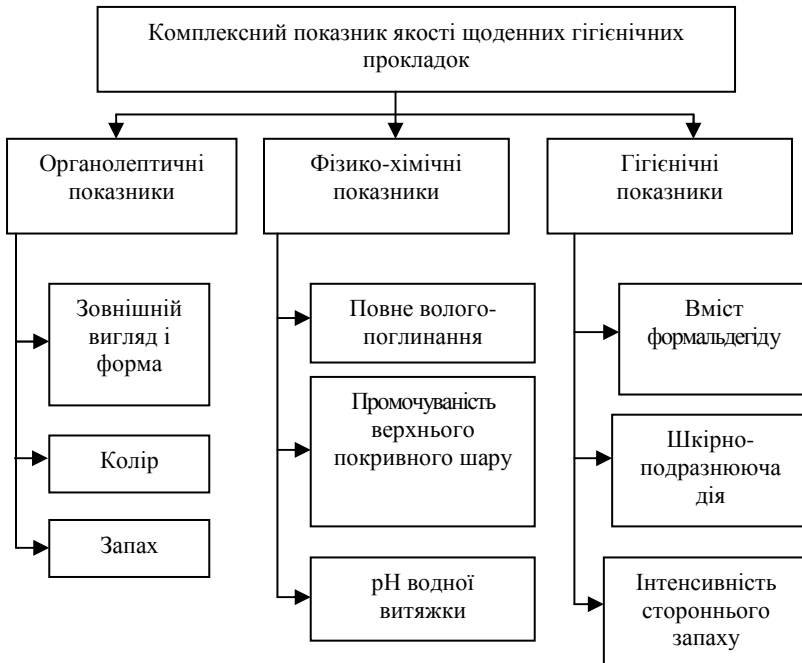 Комплексний показник якості щоденних гігієнічних
прокладок
Органолептичні
показники
Зовнішній
вигляд і
форма
Колір
Запах
Фізико-хімічні
показники
Повне волого-
поглинання
Промочуваність
верхнього
покривного шару
рН водної
витяжки
Гігієнічні
показники
Вміст
формальдегіду
Шкірно-
подразнююча
дія
Інтенсивність
стороннього
запаху